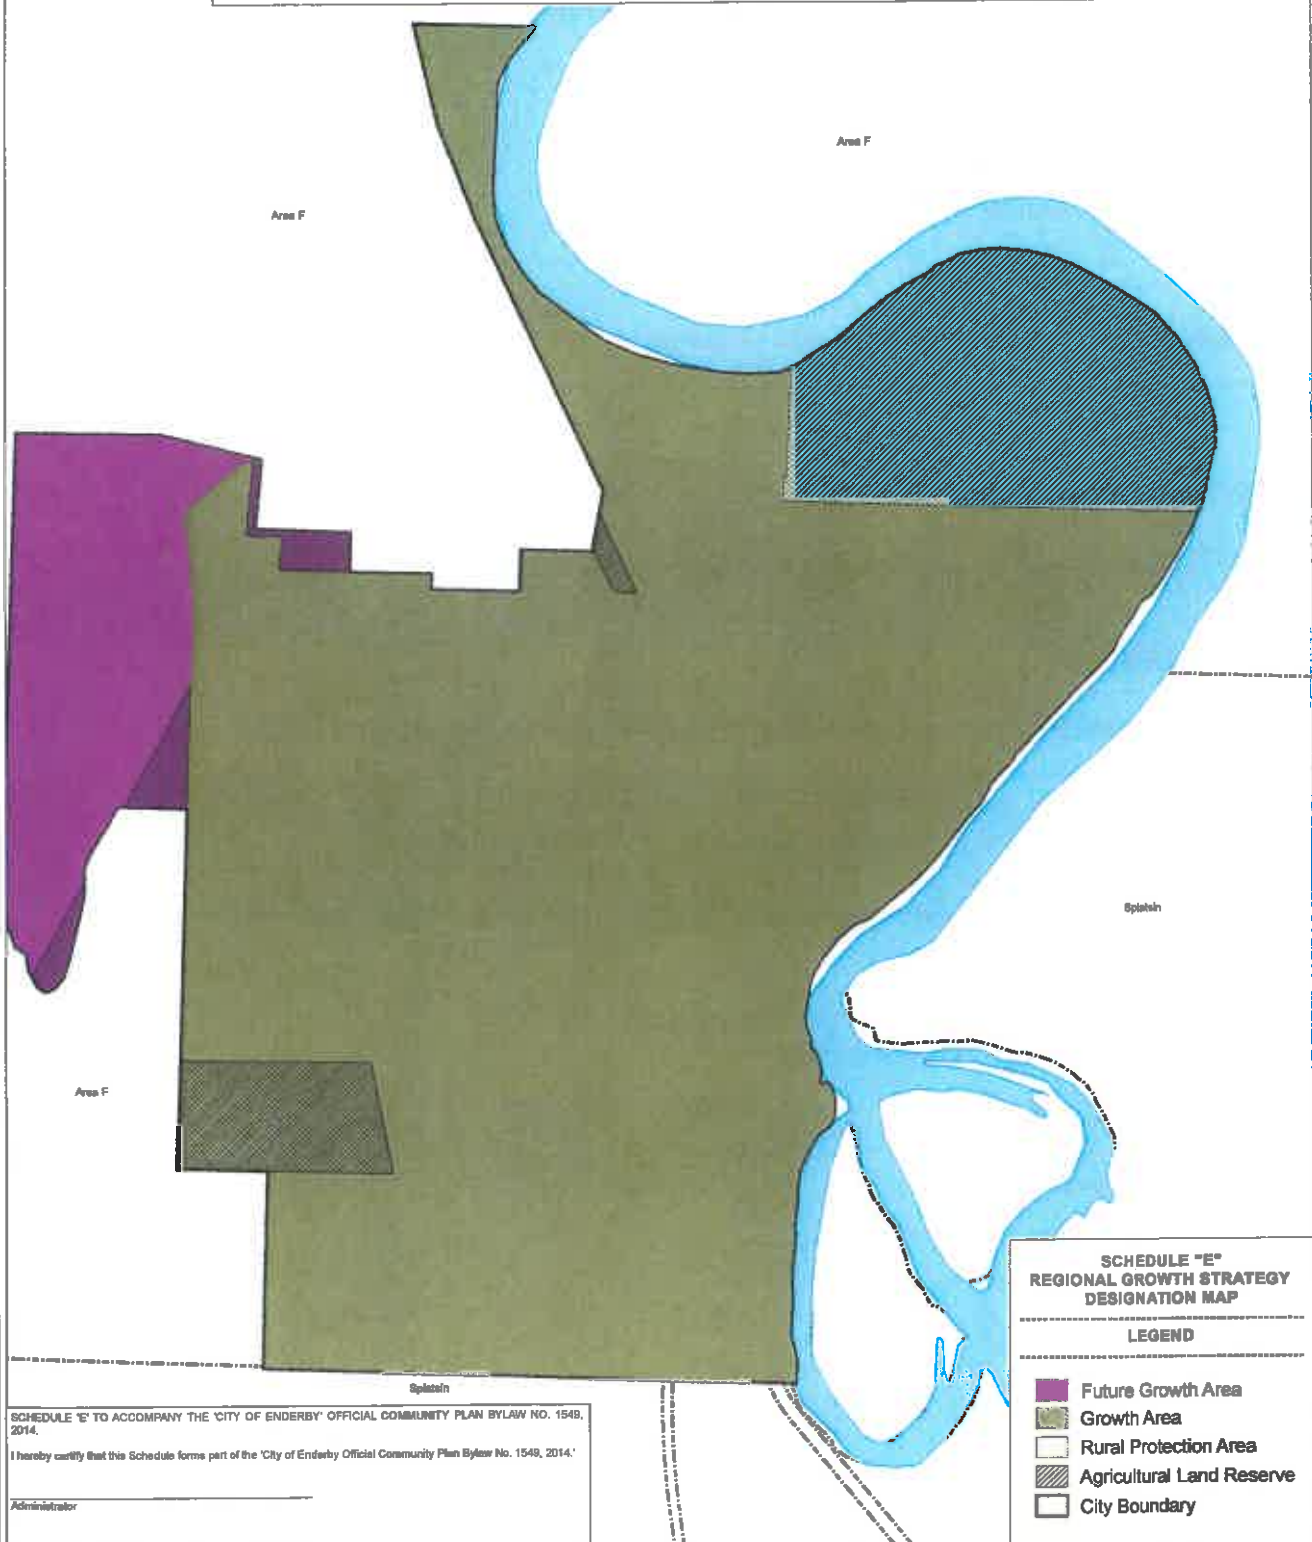 Area F
Area F
Splatsin
Area F
Splatsin
SCHEDULE "E"
REGIONAL GROWTH STRATEGY
DESIGNATION MAP
LEGEND
Future Growth Area
Growth Area
Rural Protection Area
Agricultural Land Reserve
City Boundary
SCHEDULE 'E' TO ACCOMPANY THE 'CITY OF ENDERBY' OFFICIAL COMMUNITY PLAN BYLAW NO. 1549,
2014.
I hereby certify that this Schedule forms part of the 'City of Enderby Official Community Plan Bylaw No. 1549, 2014.'
Administrator